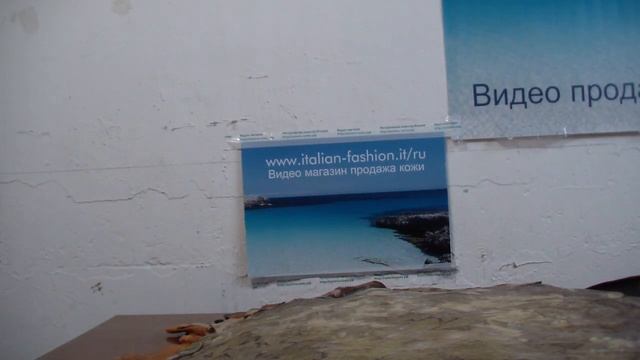 Видео прода
www.italian-fashion.it/ru
Видео магазин продажа кожи